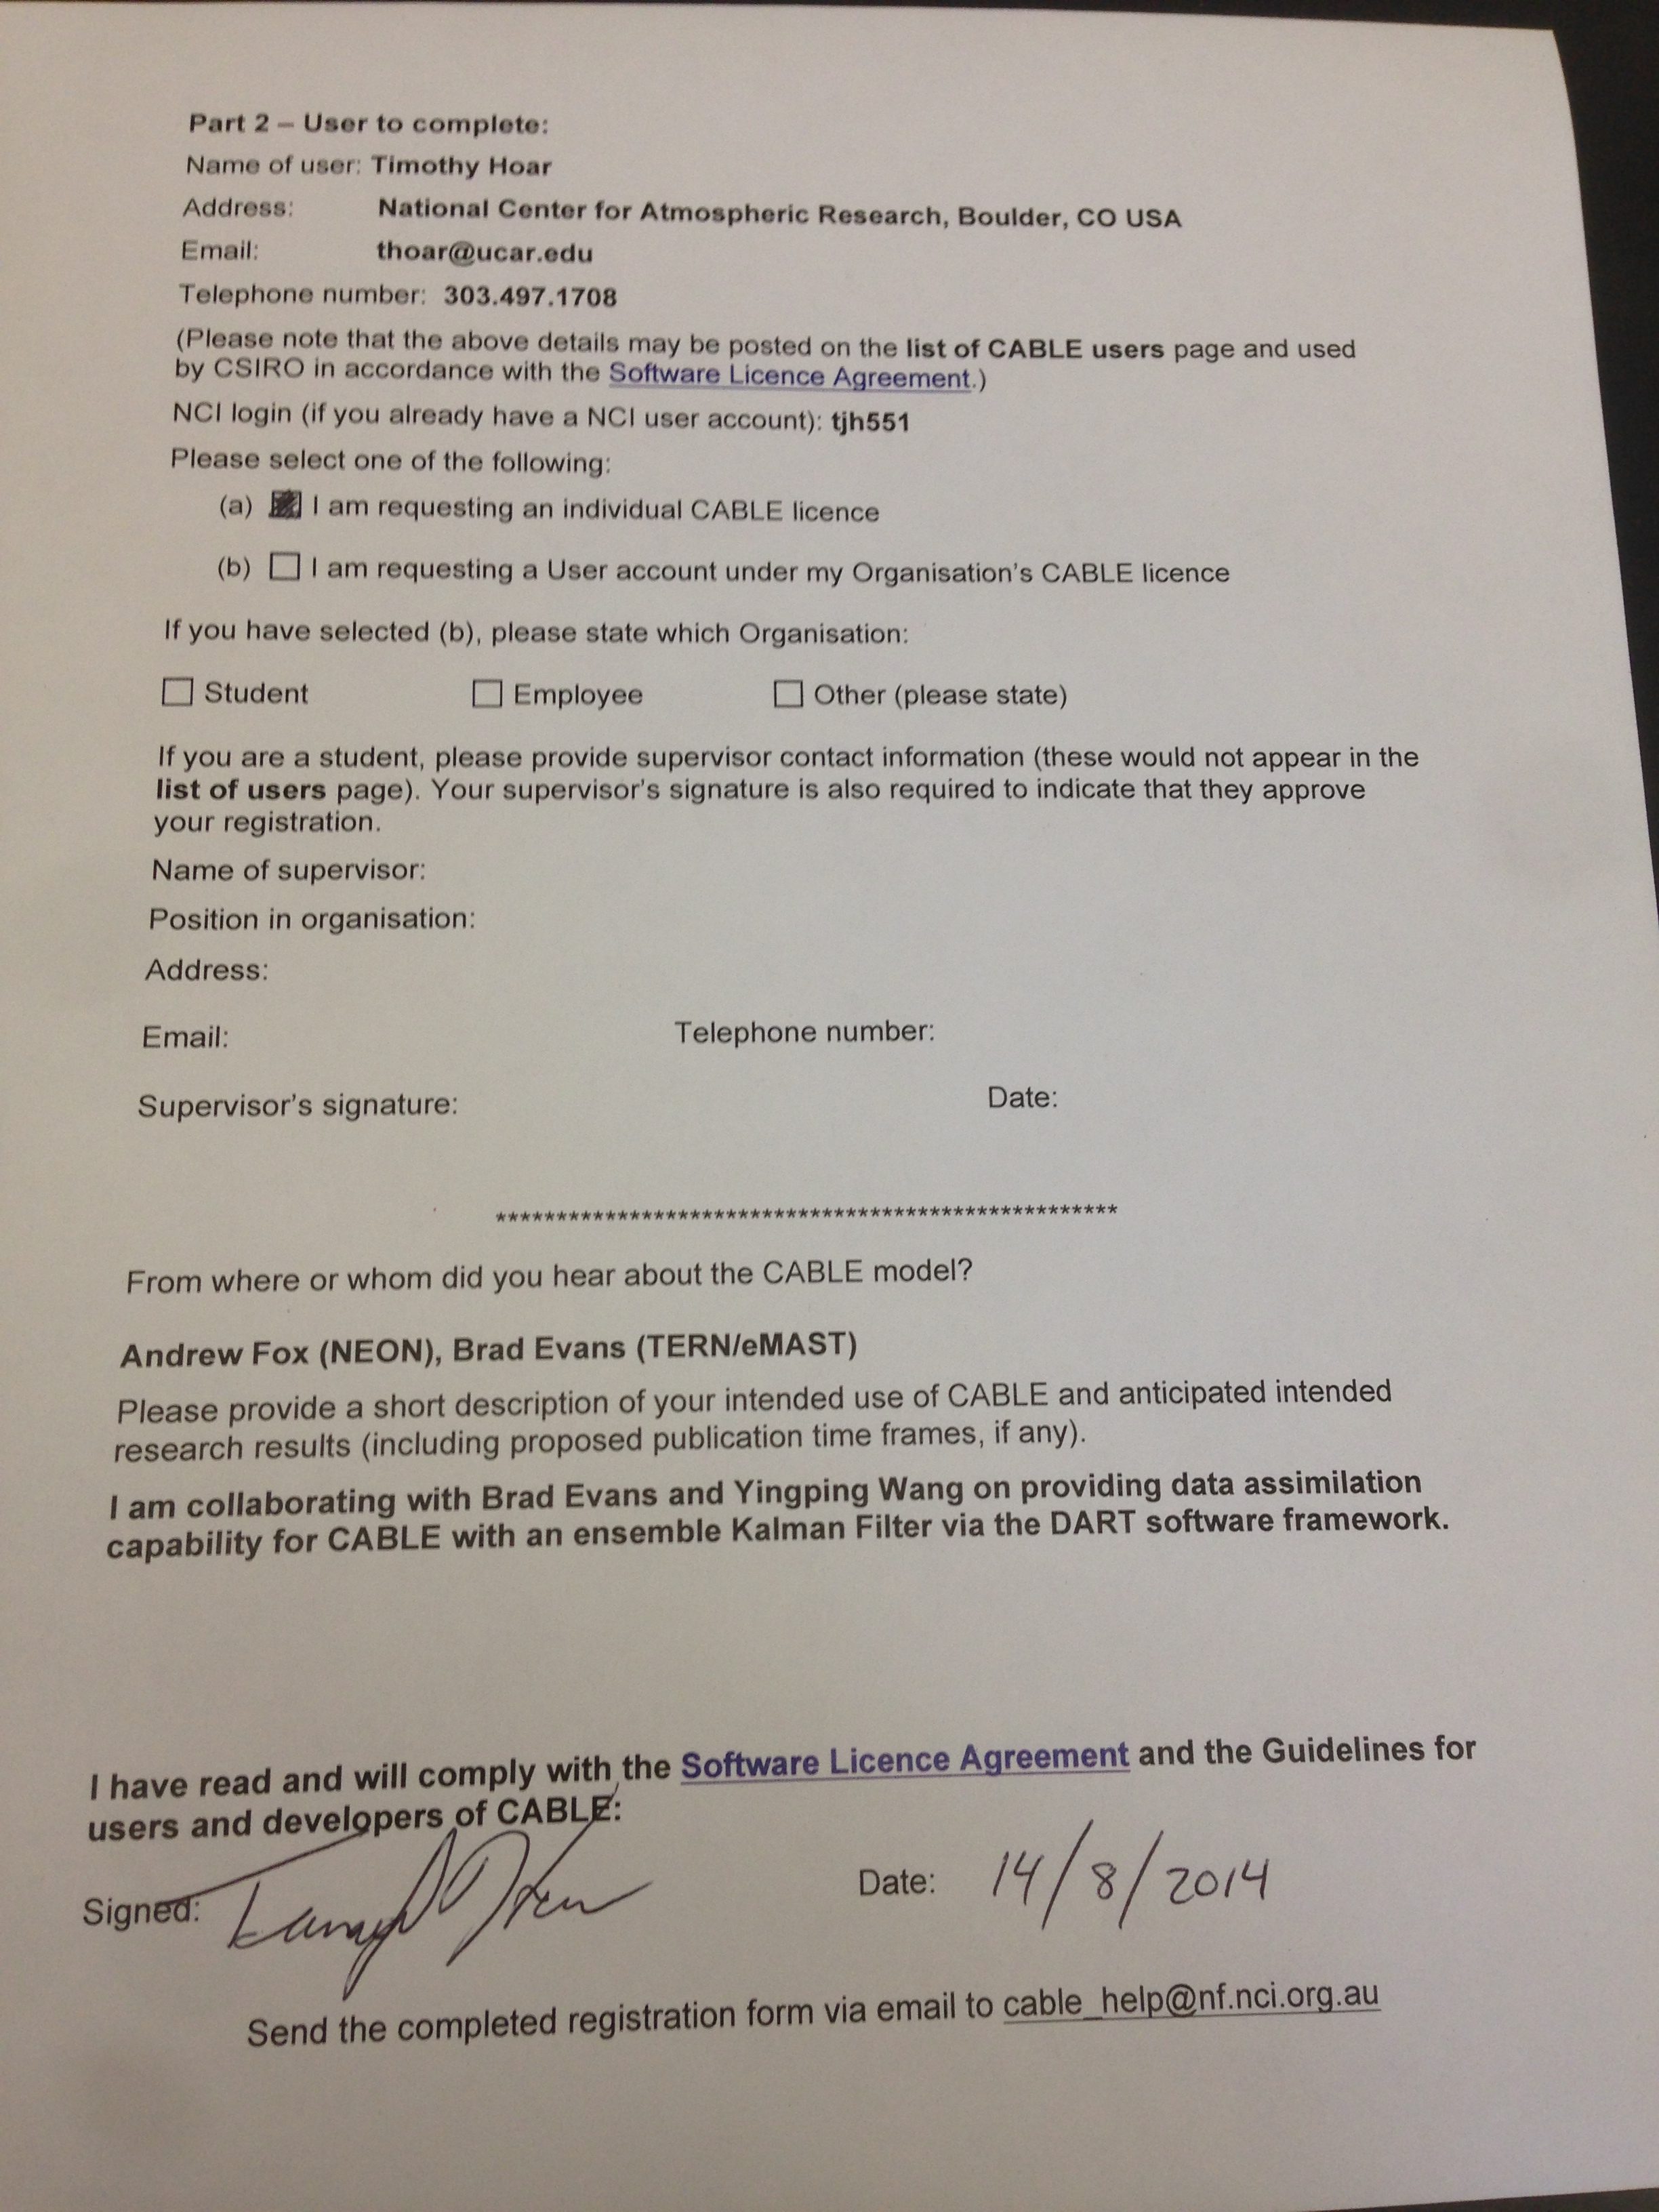 Part 2 – User to complete:
Name of user: Timothy Hoar
Address: National Center for Atmospheric Research, Boulder, CO USA
Email: thoar@ucar.edu
Telephone number: 303.497.1708
(Please note that the above details may be posted on the list of CABLE users page and used
by CSIRO in accordance with the Software Licence Agreement.)
NCI login (if you already have a NCI user account): tjh551
Please select one of the following:
(a) I am requesting an individual CABLE licence
(b) I am requesting a User account under my Organisation's CABLE licence
If you have selected (b), please state which Organisation:
Student Employee Other (please state)
If you are a student, please provide supervisor contact information (these would not appear in the
list of users page). Your supervisor's signature is also required to indicate that they approve
your registration.
Name of supervisor:
Position in organisation:
Address:
Email: Telephone number:
Supervisor's signature: Date:
***************************************************
From where or whom did you hear about the CABLE model?
Andrew Fox (NEON), Brad Evans (TERN/eMAST)
Please provide a short description of your intended use of CABLE and anticipated intended
research results (including proposed publication time frames, if any).
I am collaborating with Brad Evans and Yingping Wang on providing data assimilation
capability for CABLE with an ensemble Kalman Filter via the DART software framework.
I have read and will comply with the Software Licence Agreement and the Guidelines for
users and developers of CABLE:
Signed: Date: 14/8/2014
Send the completed registration form via email to cable_help@nf.nci.org.au